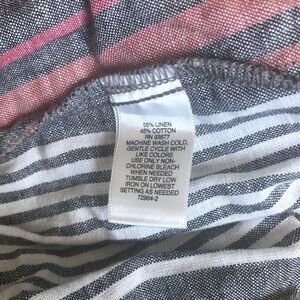 55% LINEN
45% COTTON
RN 93677
MACHINE WASH COLD,
GENTLE CYCLE WITH
LIKE COLORS
USE ONLY NON-
CHLORINE BLEACH
WHEN NEEDED
TUMBLE DRY LOW
IRON ON LOWEST
SETTING AS NEEDED
72864-2